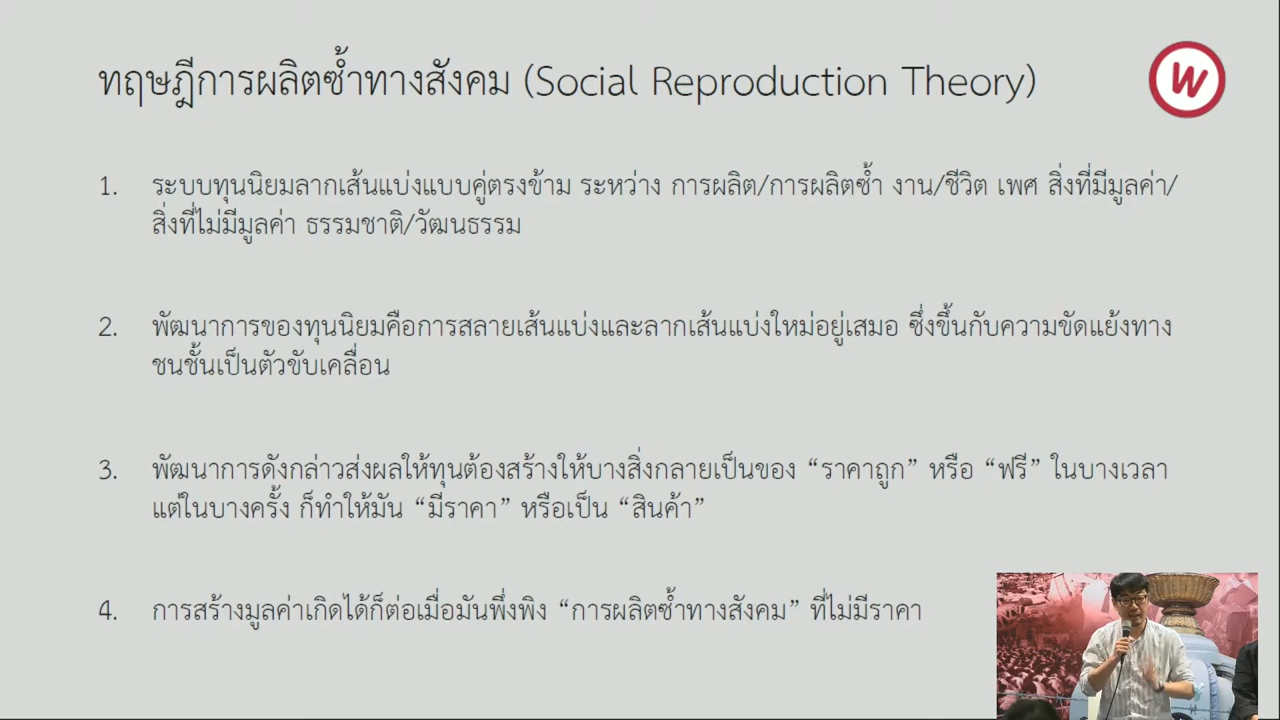 ทฤษฎีการผลิตซ้ำทางสังคม (Social Reproduction Theory)
W
1. ระบบทุนนิยมลากเส้นแบ่งแบบคู่ตรงข้าม ระหว่าง การผลิต/การผลิตซ้ำ งาน/ชีวิต เพศ สิ่งที่มีมูลค่า/
สิ่งที่ไม่มีมูลค่า ธรรมชาติ/วัฒนธรรม
2. พัฒนาการของทุนนิยมคือการสลายเส้นแบ่งและลากเส้นแบ่งใหม่อยู่เสมอ ซึ่งขึ้นกับความขัดแย้งทาง
ชนชั้นเป็นตัวขับเคลื่อน
3. พัฒนาการดังกล่าวส่งผลให้ทุนต้องสร้างให้บางสิ่งกลายเป็นของ “ราคาถูก” หรือ “ฟรี” ในบางเวลา
แต่ในบางครั้ง ก็ทำให้มัน “มีราคา” หรือเป็น “สินค้า”
4. การสร้างมูลค่าเกิดได้ก็ต่อเมื่อมันพึ่งพิง “การผลิตซ้ำทางสังคม” ที่ไม่มีราคา